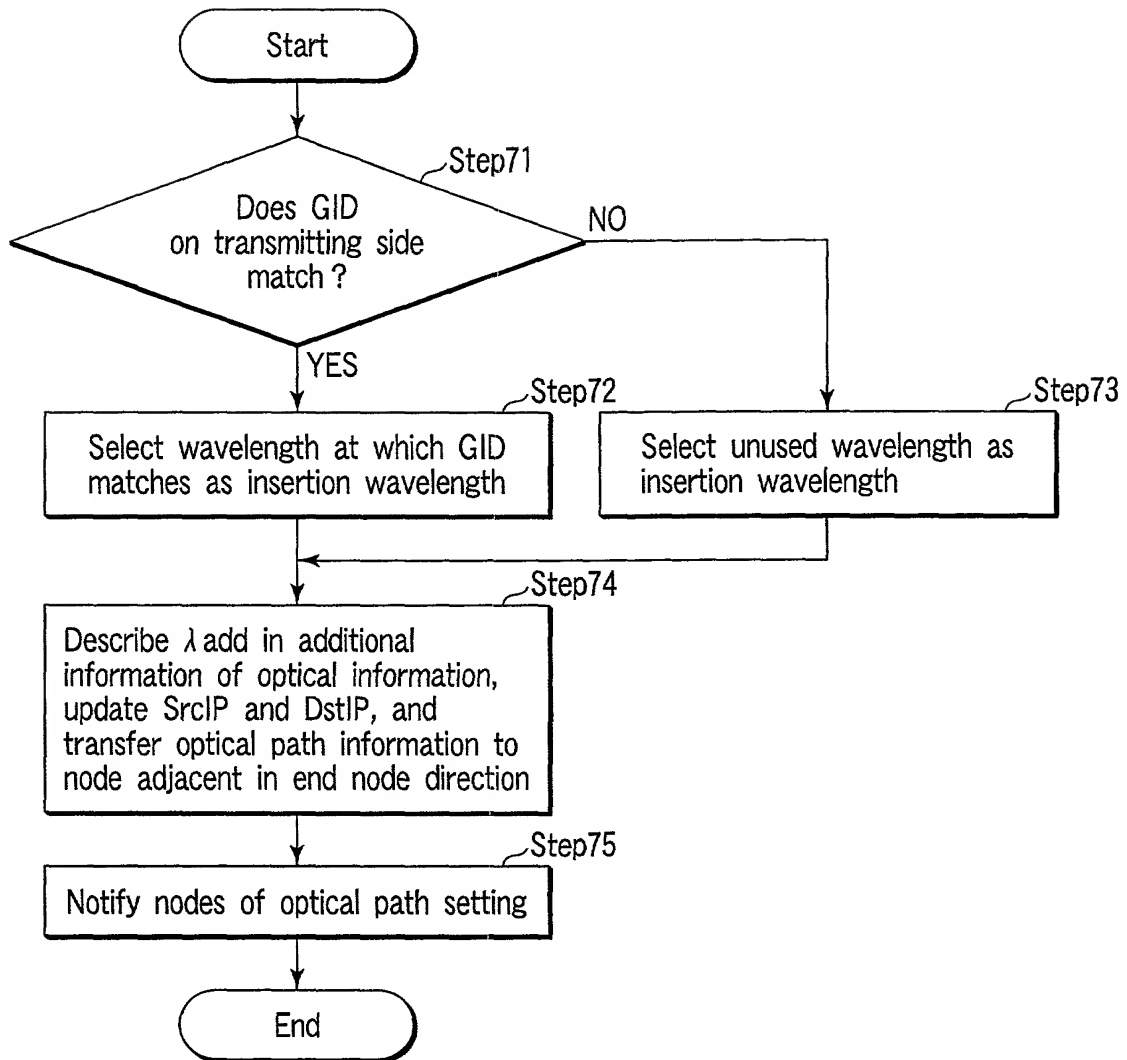 Start
Step71
Does GID
on transmitting side
match ?
NO
YES
Step72
Select wavelength at which GID
matches as insertion wavelength
Step73
Select unused wavelength as
insertion wavelength
Step74
Describe λ add in additional
information of optical information,
update SrcIP and DstIP, and
transfer optical path information to
node adjacent in end node direction
Step75
Notify nodes of optical path setting
End